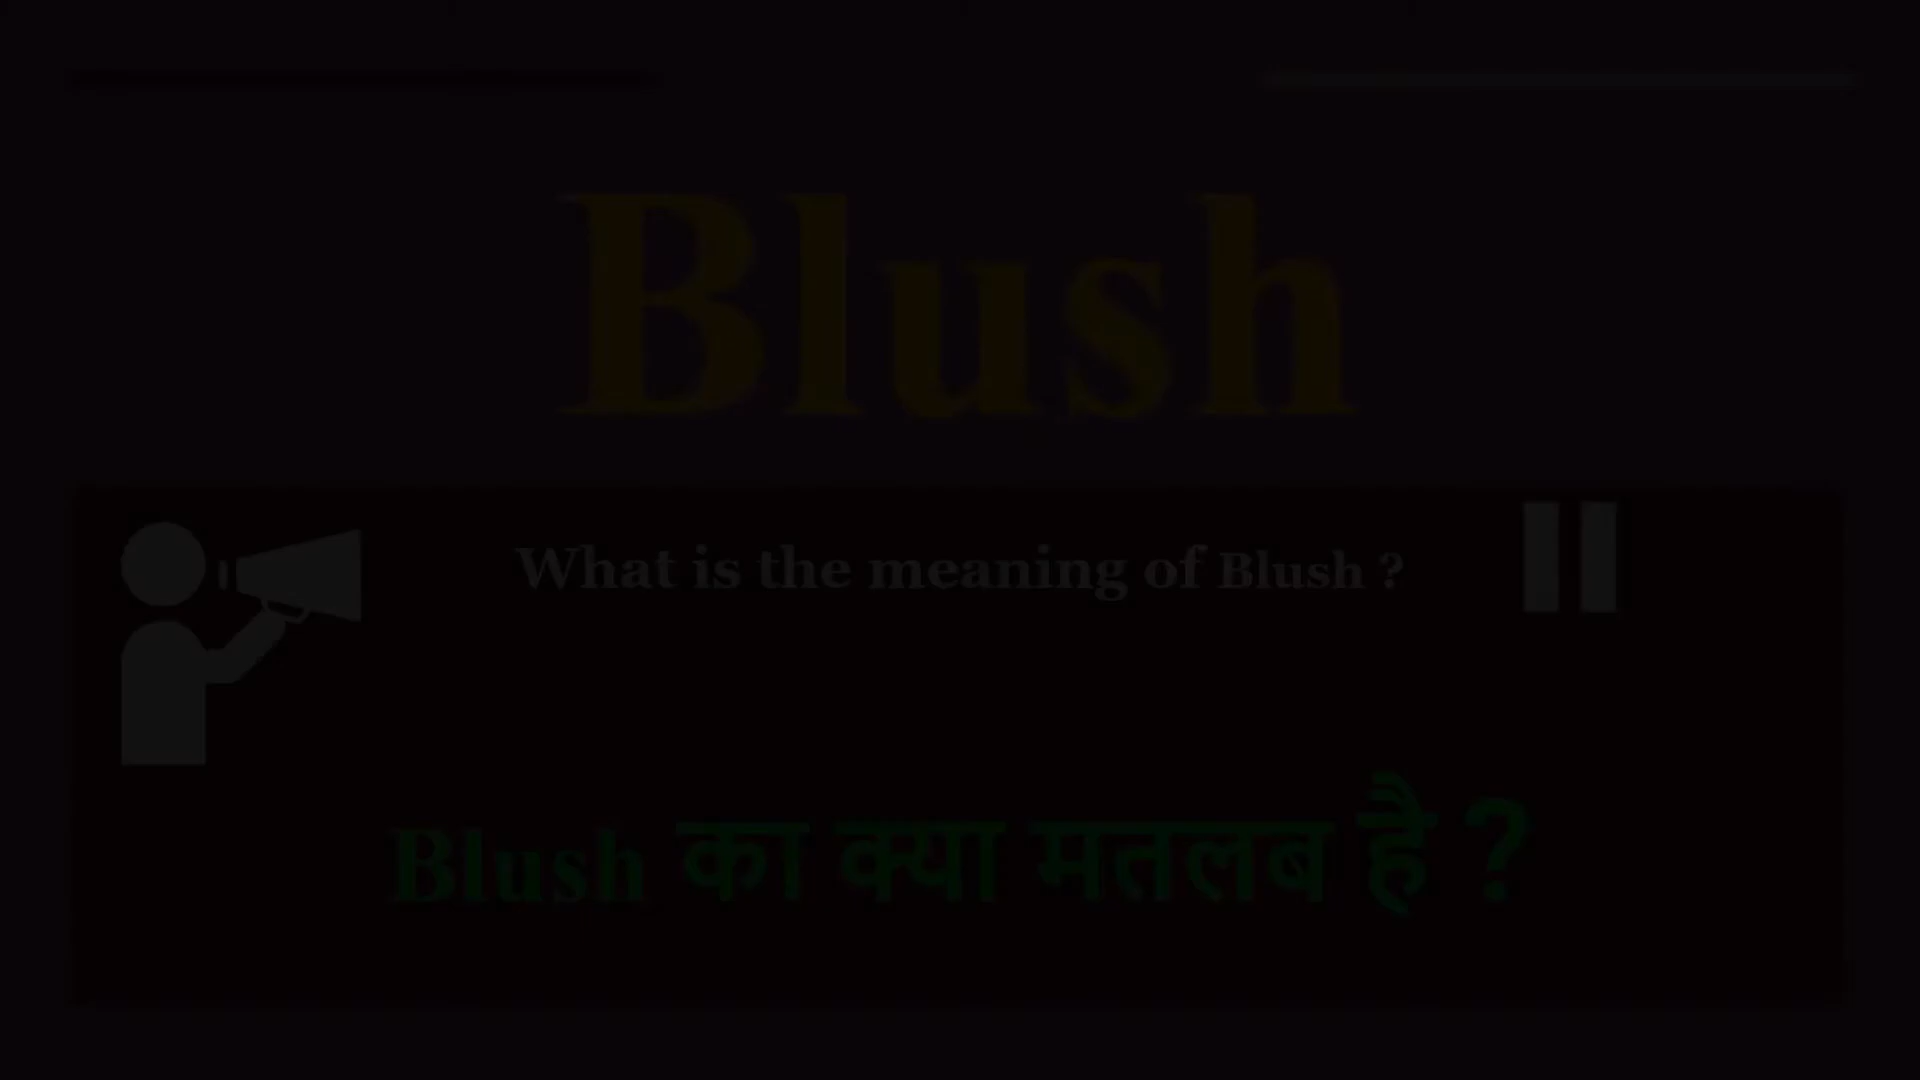 Blush
What is the meaning of Blush ?
Blush का क्या मतलब है ?